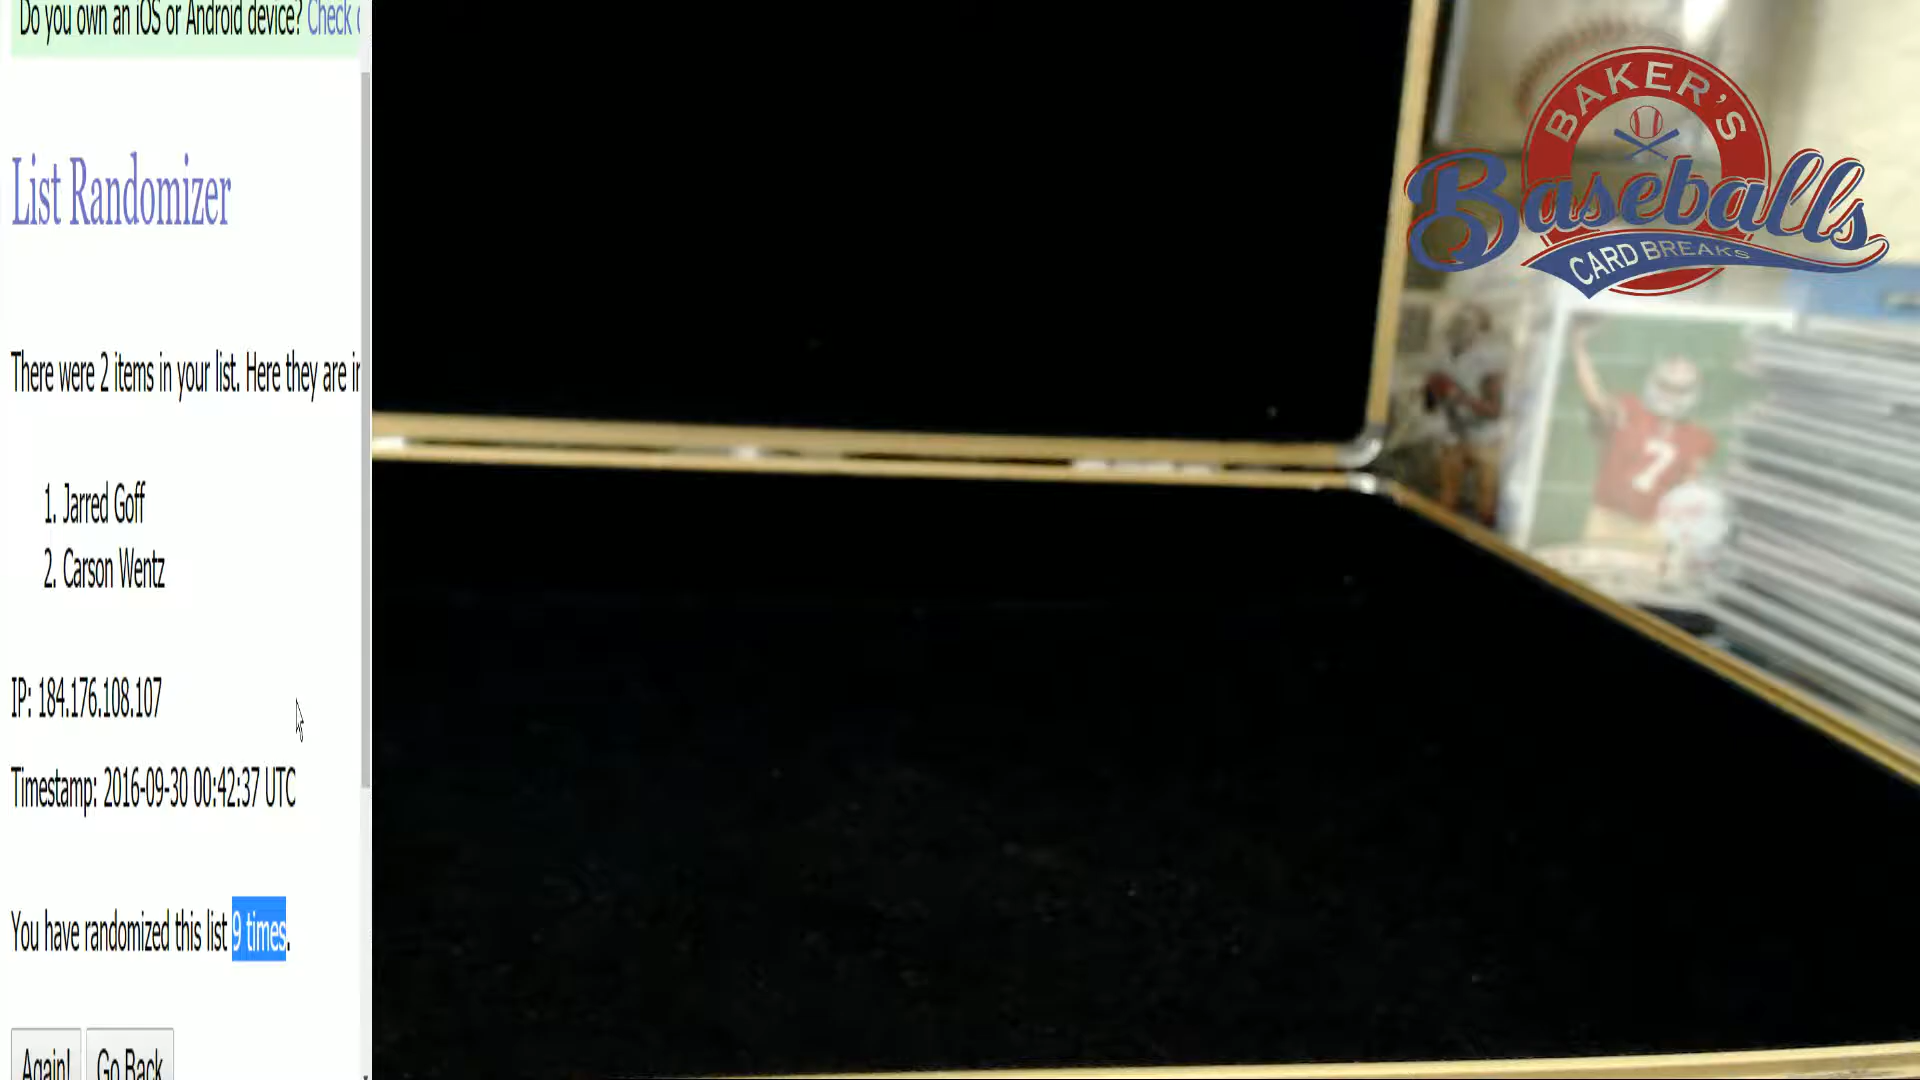 Do you own an iOS or Android device? Check
List Randomizer
There were 2 items in your list. Here they are in
1. Jarred Goff
2. Carson Wentz
IP: 184.176.108.107
Timestamp: 2016-09-30 00:42:37 UTC
You have randomized this list 9 times.
Again! Go Back
BAKER'S
Baseballs
CARD BREAKS
7